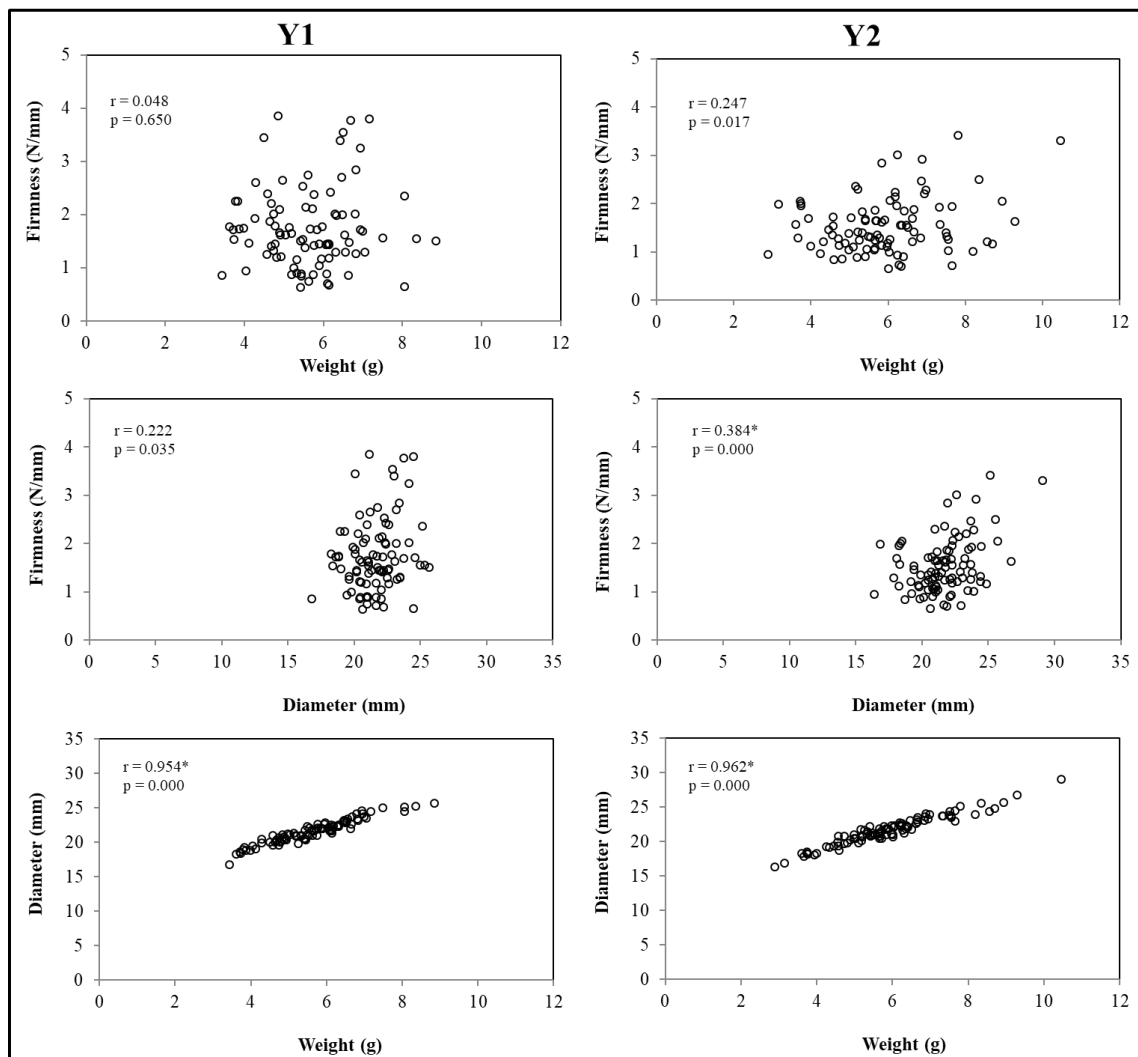 Y1
Y2
5
4
3
2
1
0
Firmness (N/mm)
r = 0.048
p = 0.650
0 2 4 6 8 10 12
Weight (g)
5
4
3
2
1
0
Firmness (N/mm)
r = 0.247
p = 0.017
0 2 4 6 8 10 12
Weight (g)
5
4
3
2
1
0
Firmness (N/mm)
r = 0.222
p = 0.035
0 5 10 15 20 25 30 35
Diameter (mm)
5
4
3
2
1
0
Firmness (N/mm)
r = 0.384*
p = 0.000
0 5 10 15 20 25 30 35
Diameter (mm)
35
30
25
20
15
10
5
0
Diameter (mm)
r = 0.954*
p = 0.000
0 2 4 6 8 10 12
Weight (g)
35
30
25
20
15
10
5
0
Diameter (mm)
r = 0.962*
p = 0.000
0 2 4 6 8 10 12
Weight (g)